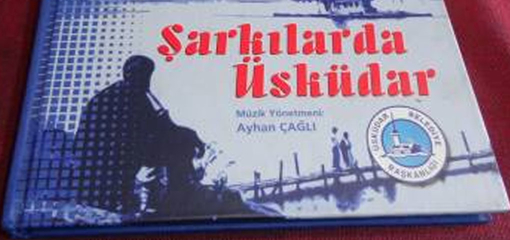 Şarkılarda
Üsküdar
Müzik Yönetmeni:
Ayhan ÇAĞLI
ÜSKÜDAR BELEDİYE
BAŞKANLIĞI